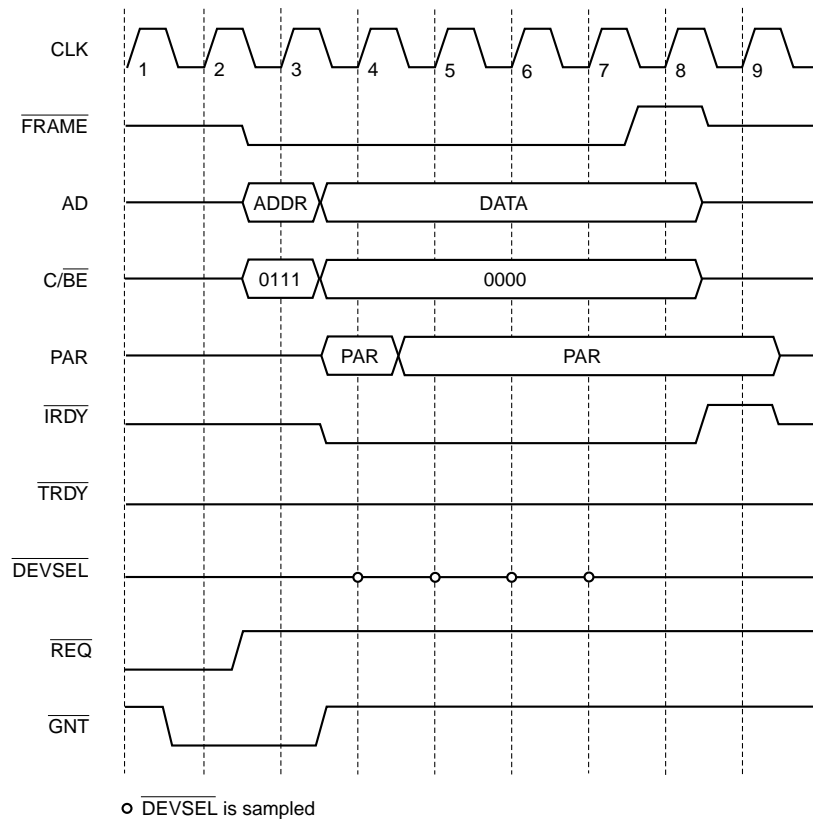 CLK
1 2 3 4 5 6 7 8 9
FRAME
AD
ADDR DATA
C/BE
0111 0000
PAR
PAR PAR
IRDY
TRDY
DEVSEL
REQ
GNT
DEVSEL is sampled